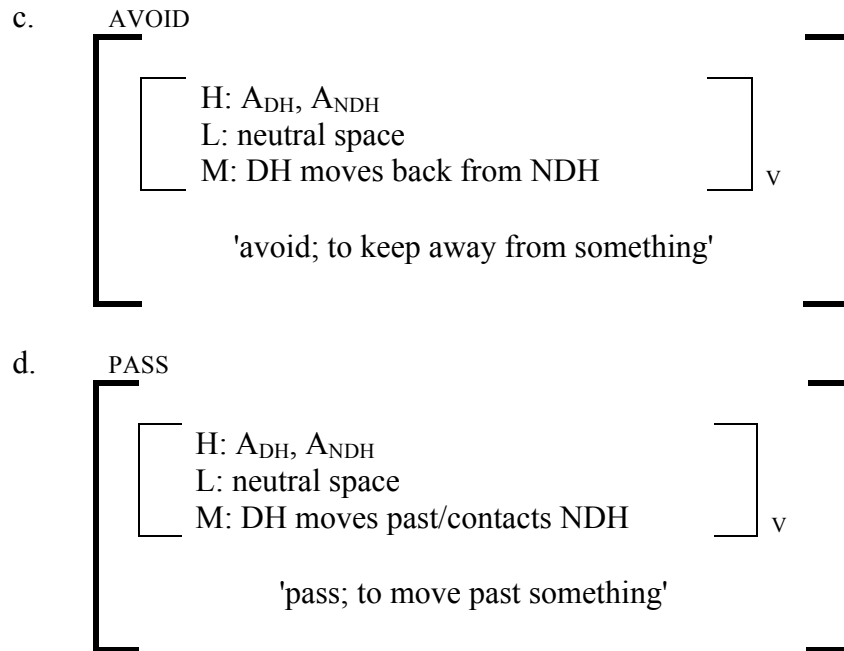 c. AVOID
H: A_DH, A_NDH
L: neutral space
M: DH moves back from NDH
V
'avoid; to keep away from something'
d. PASS
H: A_DH, A_NDH
L: neutral space
M: DH moves past/contacts NDH
V
'pass; to move past something'